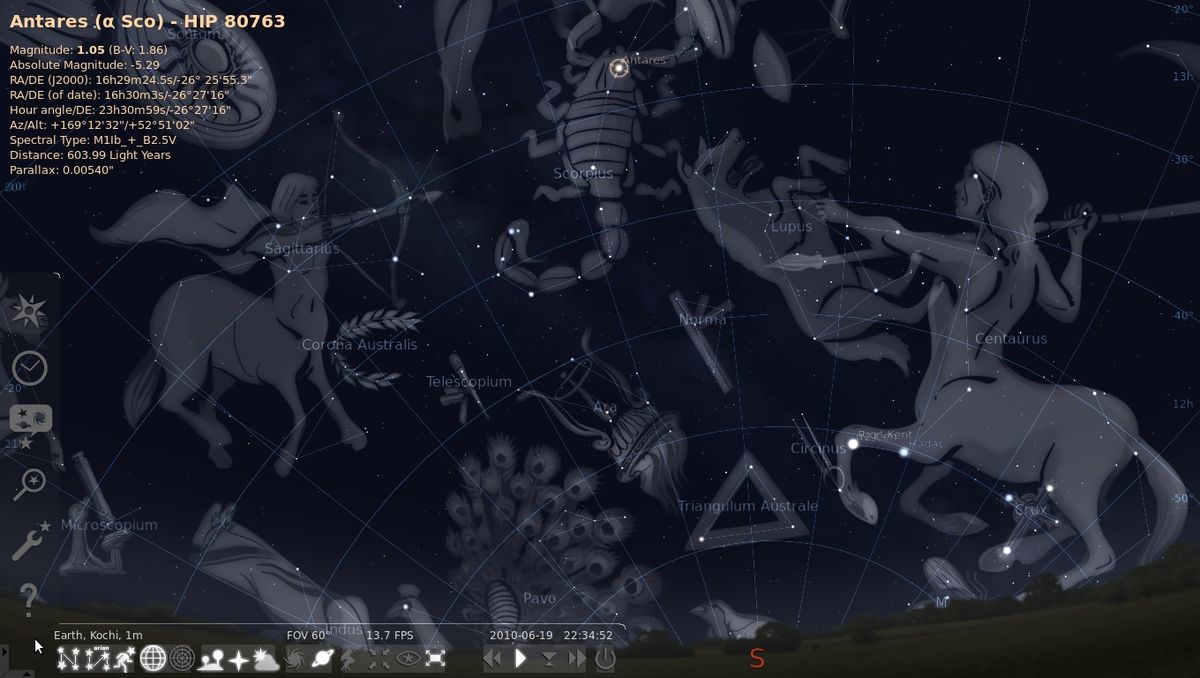 Antares (α Sco) - HIP 80763
Magnitude: 1.05 (B-V: 1.86)
Absolute Magnitude: -5.29
RA/DE (J2000): 16h29m24.5s/-26° 25'55.3"
RA/DE (of date): 16h30m3s/-26°27'16"
Hour angle/DE: 23h30m59s/-26°27'16"
Az/Alt: +169°12'32"/+52°51'02"
Spectral Type: M1Ib_+_B2.5V
Distance: 603.99 Light Years
Parallax: 0.00540"
Scutum
Antares
-20°
13h
-30°
Scorpius
20h
Lupus
Sagittarius
-40°
Norma
Centaurus
Corona Australis
Telescopium
-20
Ara
12h
21h
Circinus
Hadar
-50°
Triangulum Australe
Crux
Microscopium
Pavo
M
Indus
Earth, Kochi, 1m
FOV 60°
13.7 FPS
2010-06-19
22:34:52
S